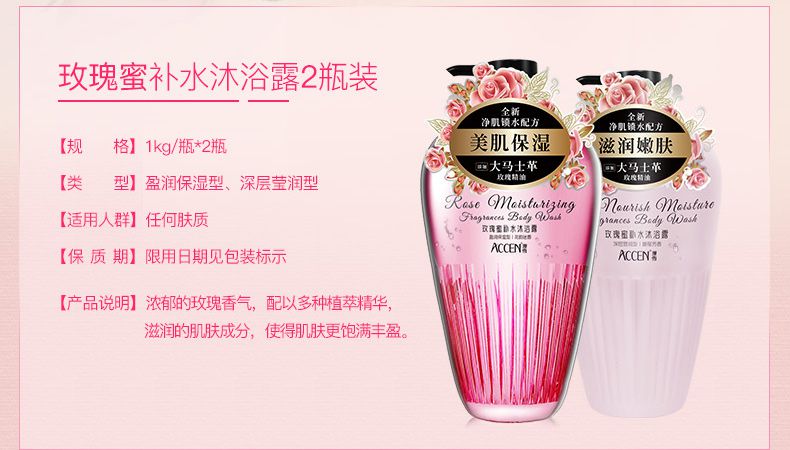 玫瑰蜜补水沐浴露2瓶装
【规 格】1kg/瓶*2瓶
【类 型】盈润保湿型、深层莹润型
【适用人群】任何肤质
【保 质 期】限用日期见包装标示
【产品说明】浓郁的玫瑰香气，配以多种植萃精华，
滋润的肌肤成分，使得肌肤更饱满丰盈。
全新
净肌锁水配方
美肌保湿
添加 大马士革
玫瑰精油
Rose Moisturizing
Fragrances Body Wash
玫瑰蜜补水沐浴露
ACCEN
全新
净肌锁水配方
滋润嫩肤
添加 大马士革
玫瑰精油
Nourish Moisture
grances Body Wash
玫瑰蜜补水沐浴露
ACCEN